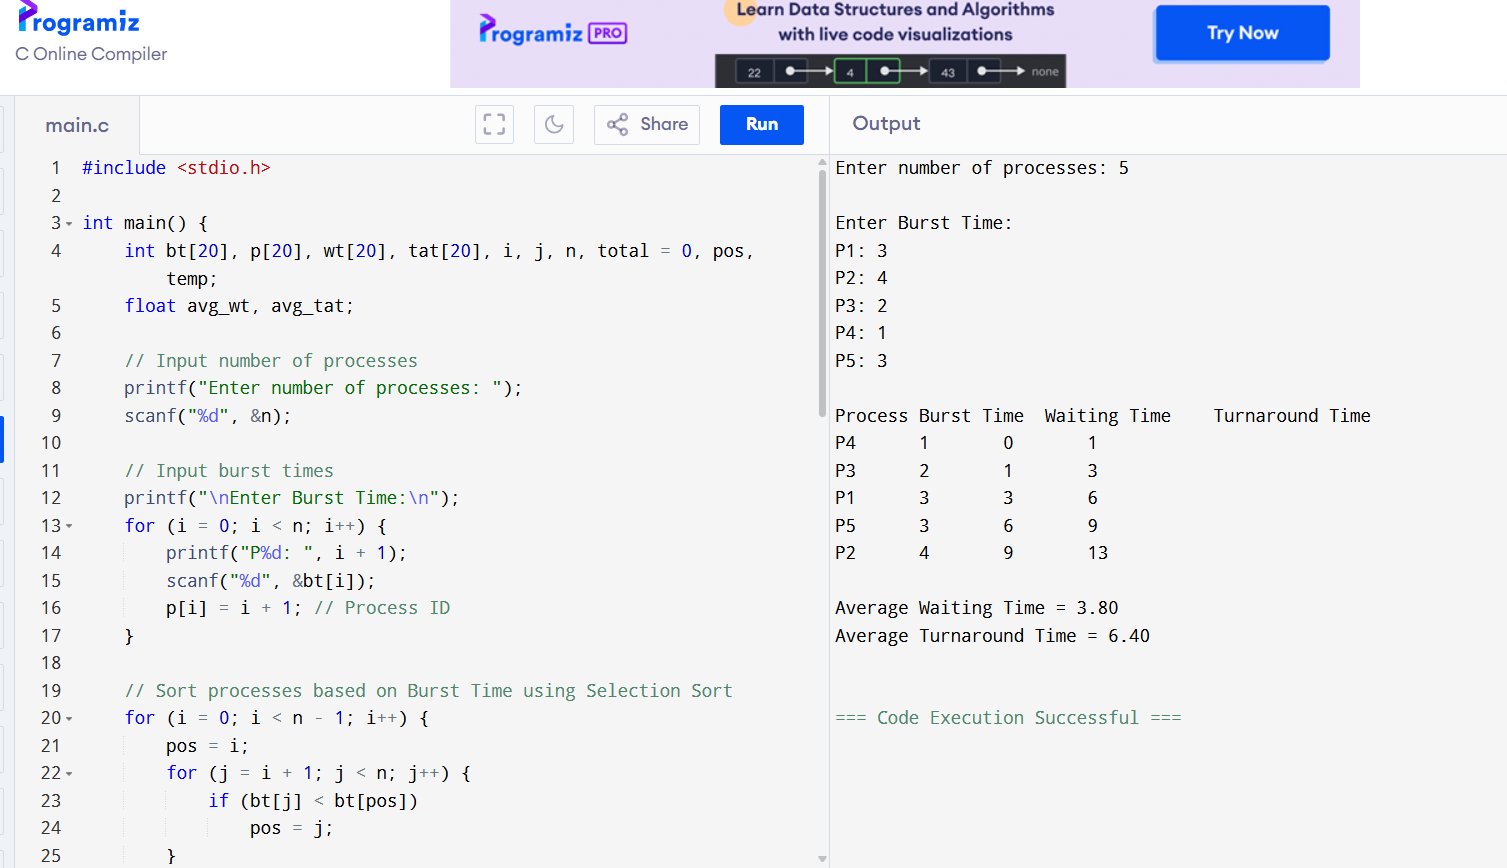 Programiz
C Online Compiler
Programiz PRO
Learn Data Structures and Algorithms
with live code visualizations
22 4 43 none
Try Now
main.c
Share
Run
1 #include <stdio.h>
2
3 int main() {
4 int bt[20], p[20], wt[20], tat[20], i, j, n, total = 0, pos,
temp;
5 float avg_wt, avg_tat;
6
7 // Input number of processes
8 printf("Enter number of processes: ");
9 scanf("%d", &n);
10
11 // Input burst times
12 printf("\nEnter Burst Time:\n");
13 for (i = 0; i < n; i++) {
14 printf("P%d: ", i + 1);
15 scanf("%d", &bt[i]);
16 p[i] = i + 1; // Process ID
17 }
18
19 // Sort processes based on Burst Time using Selection Sort
20 for (i = 0; i < n - 1; i++) {
21 pos = i;
22 for (j = i + 1; j < n; j++) {
23 if (bt[j] < bt[pos])
24 pos = j;
25 }
Output
Enter number of processes: 5
Enter Burst Time:
P1: 3
P2: 4
P3: 2
P4: 1
P5: 3
Process Burst Time Waiting Time Turnaround Time
P4 1 0 1
P3 2 1 3
P1 3 3 6
P5 3 6 9
P2 4 9 13
Average Waiting Time = 3.80
Average Turnaround Time = 6.40
=== Code Execution Successful ===